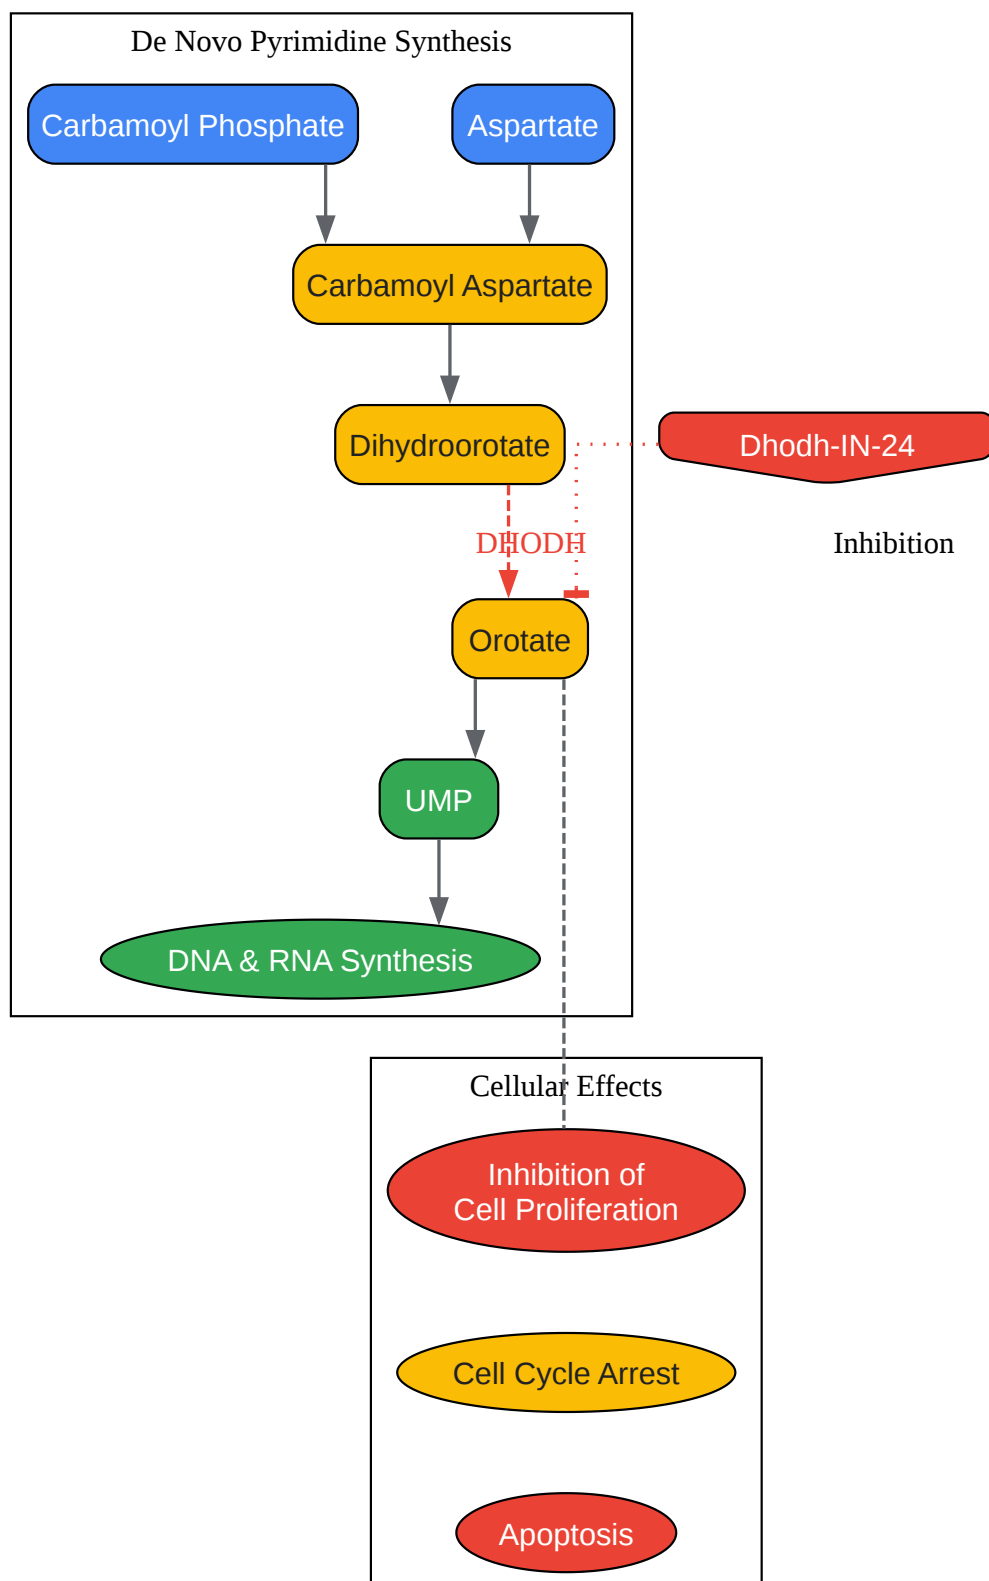 De Novo Pyrimidine Synthesis
Carbamoyl Phosphate
Aspartate
Carbamoyl Aspartate
Dihydroorotate
Dhodh-IN-24
DHODH
Inhibition
Orotate
UMP
DNA & RNA Synthesis
Cellular Effects
Inhibition of
Cell Proliferation
Cell Cycle Arrest
Apoptosis